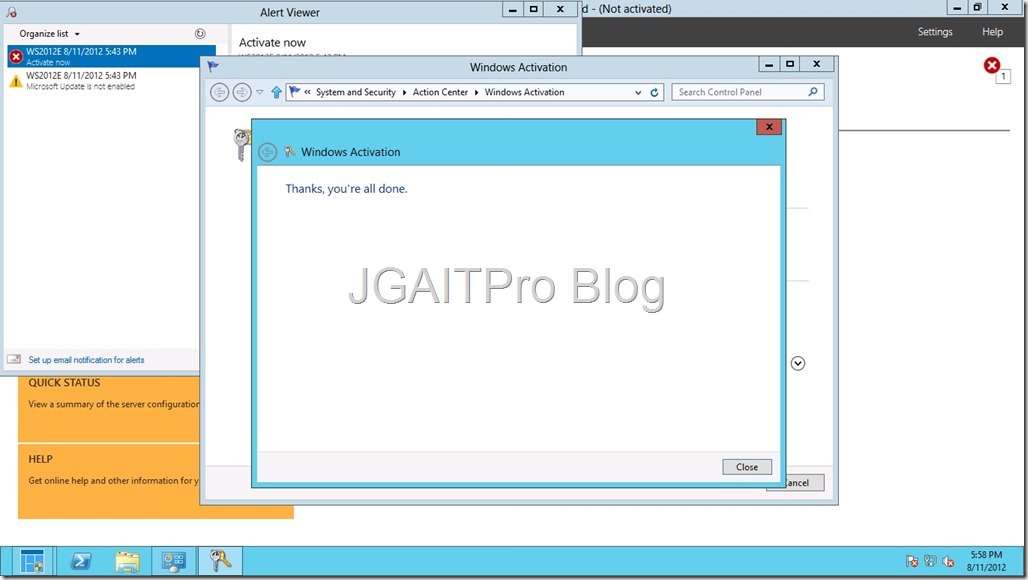 Alert Viewer
d - (Not activated)
Organize list
Settings
Help
WS2012E 8/11/2012 5:43 PM
Activate now
WS2012E 8/11/2012 5:43 PM
Microsoft Update is not enabled
Activate now
1
Windows Activation
« System and Security
Action Center
Windows Activation
Search Control Panel
Windows Activation
Thanks, you're all done.
JGAITPro Blog
Set up email notification for alerts
QUICK STATUS
View a summary of the server configuration
HELP
Get online help and other information for y
Close
ancel
5:58 PM
8/11/2012